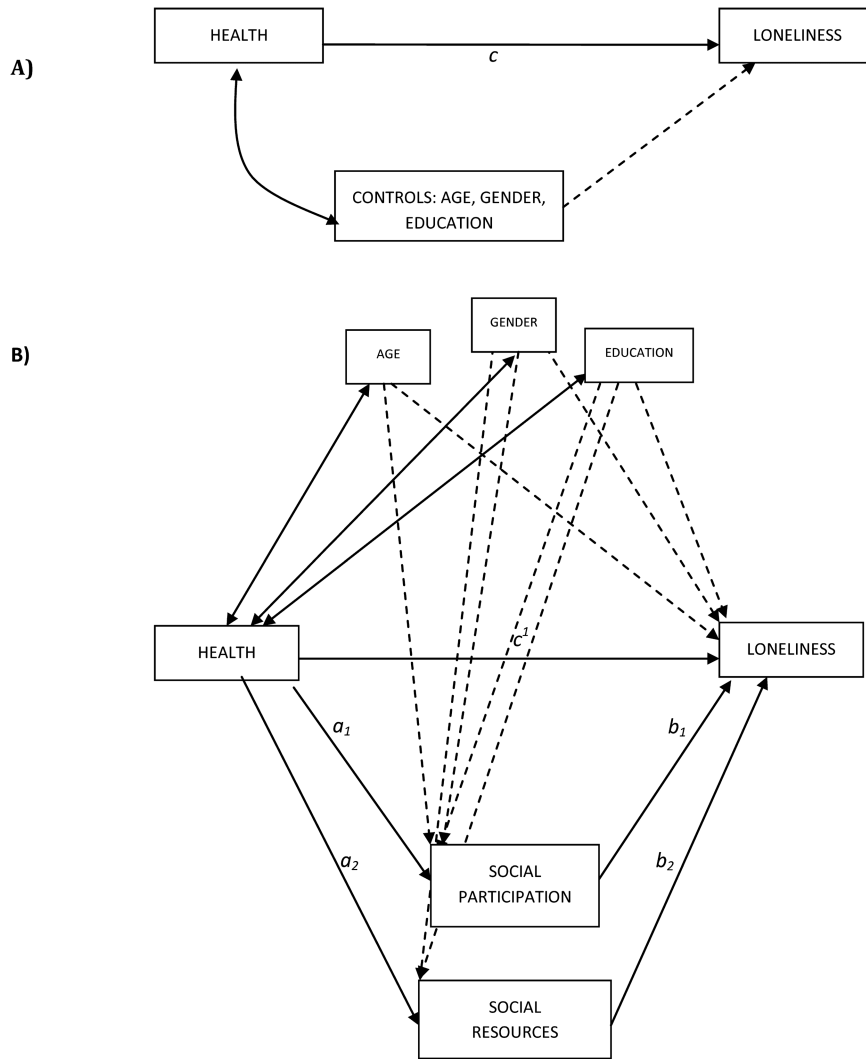 A)
HEALTH
LONELINESS
c
CONTROLS: AGE, GENDER,
EDUCATION
B)
AGE
GENDER
EDUCATION
HEALTH
c¹
LONELINESS
a₁
b₁
a₂
b₂
SOCIAL
PARTICIPATION
SOCIAL
RESOURCES